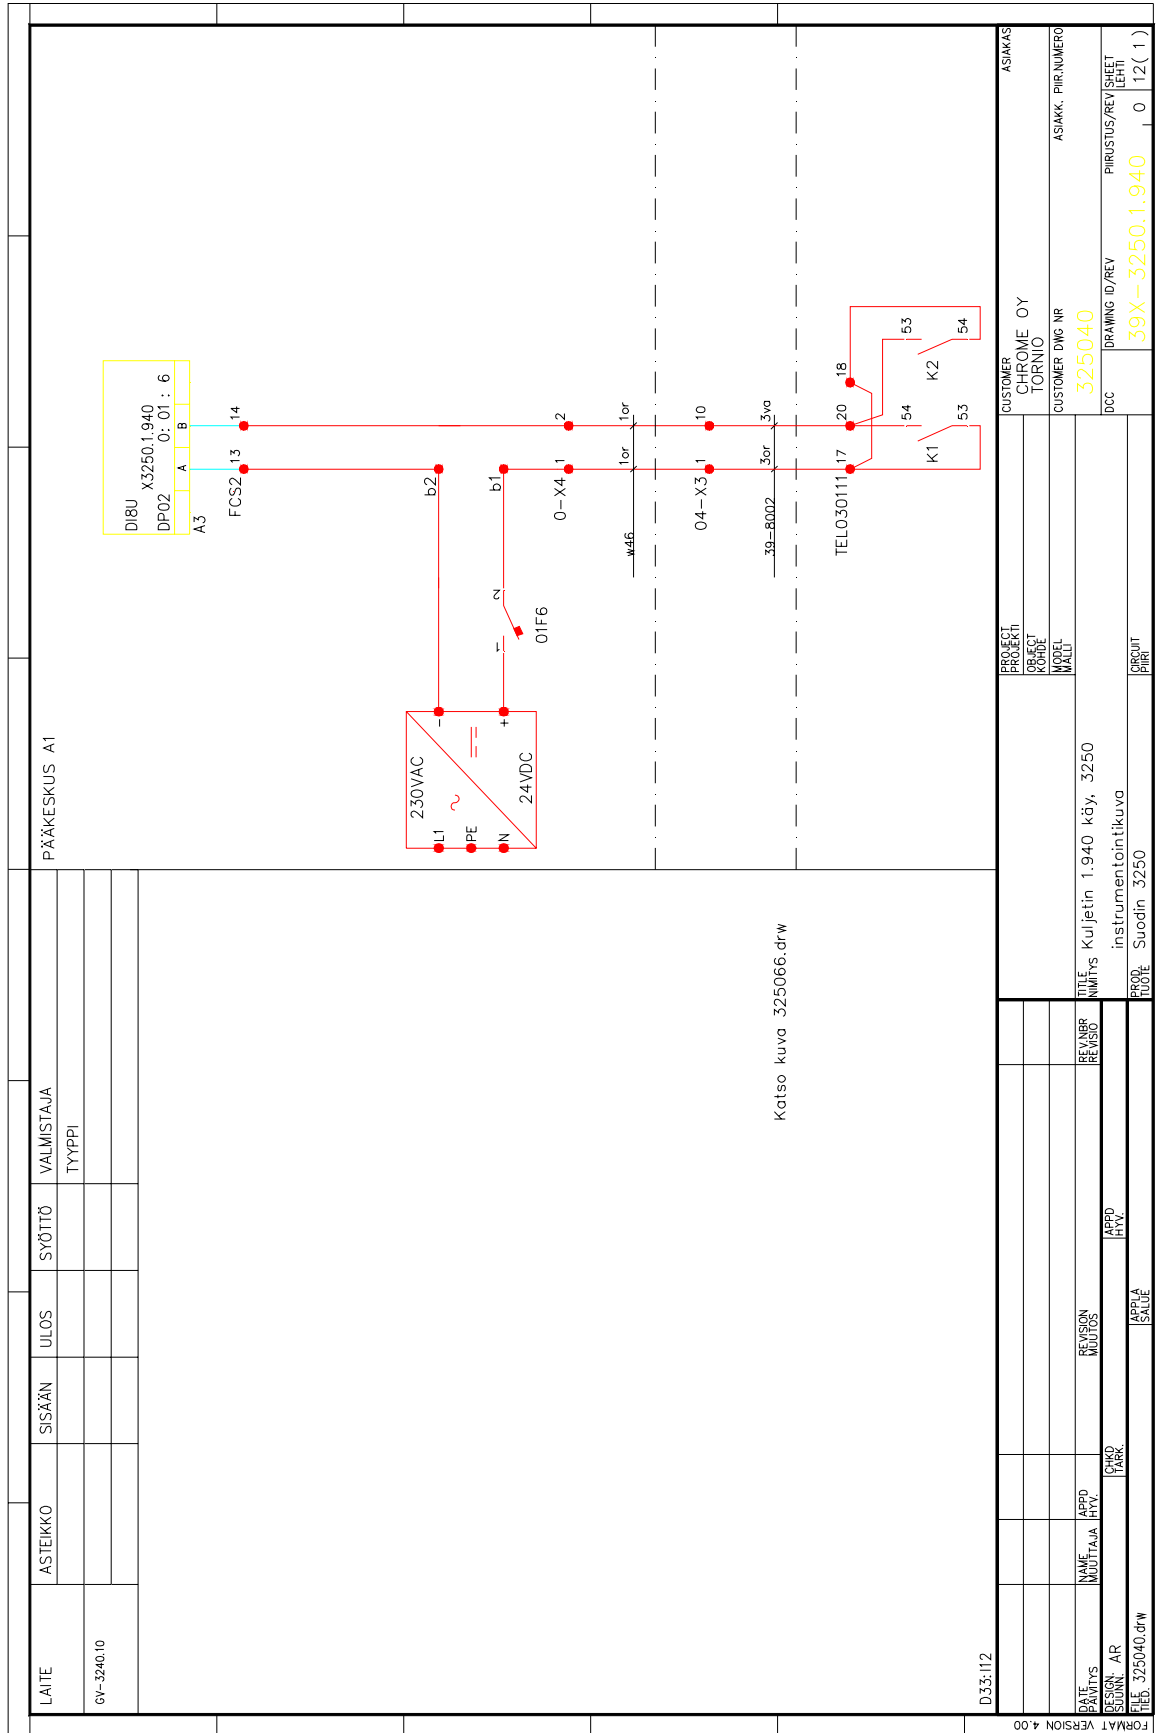 LAITE
ASTEIKKO
SISÄÄN
ULOS
SYÖTTÖ
VALMISTAJA
TYYPPI
GV-3240.10
PÄÄKESKUS A1
DI8U
X3250.1.940
DP02 0: 01 : 6
A B
A3
FCS2 13 14
230VAC
24VDC
L1
PE
N
-
+
b2
b1
1 2
01F6
0-X4 1 2
w46 1or 1or
04-X3 1 10
39-8002 3or 3va
TEL030111 17 20 18
K1 54 53
K2 53 54
Katso kuva 325066.drw
D33:I12
DATE
PÄIVITYS
NAME
MUUTTAJA
APPD
HYV.
REVISION
MUUTOS
REV.NBR
REVISIO
DESIGN.
SUUNN. AR
CHKD
TARK.
APPD
HYV.
FILE
TIED. 325040.drw
APPLA
SALUE
FORMAT VERSION 4.00
PROJECT
PROJEKTI
OBJECT
KOHDE
MODEL
MALLI
TITLE
NIMITYS Kuljetin 1.940 käy, 3250
instrumentointikuva
PROD.
TUOTE Suodin 3250
CIRCUIT
PIIRI
CUSTOMER ASIAKAS
CHROME OY
TORNIO
CUSTOMER DWG NR ASIAKK. PIIR.NUMERO
325040
DCC
DRAWING ID/REV PIIRUSTUS/REV
39X-3250.1.940 0
SHEET
LEHTI
12( 1 )